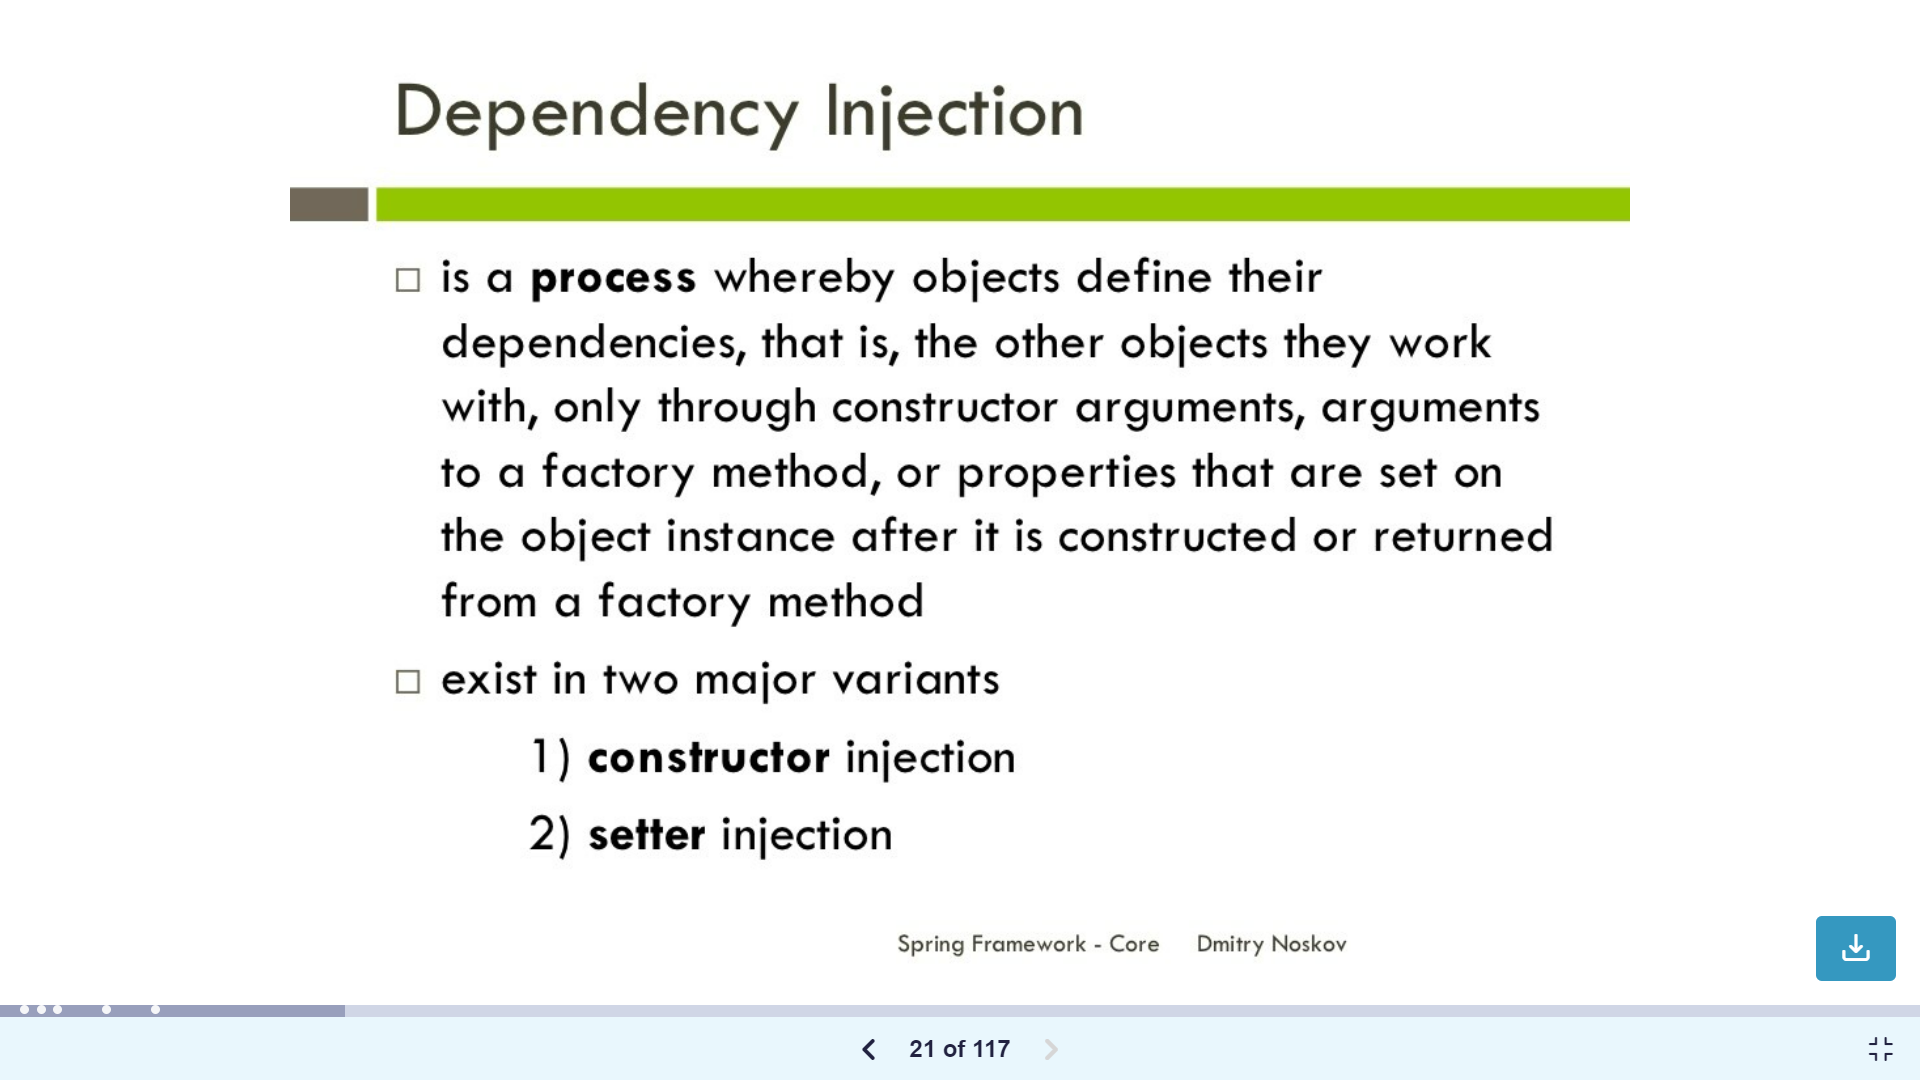 Dependency Injection
is a process whereby objects define their
dependencies, that is, the other objects they work
with, only through constructor arguments, arguments
to a factory method, or properties that are set on
the object instance after it is constructed or returned
from a factory method
exist in two major variants
1) constructor injection
2) setter injection
Spring Framework - Core Dmitry Noskov
21 of 117